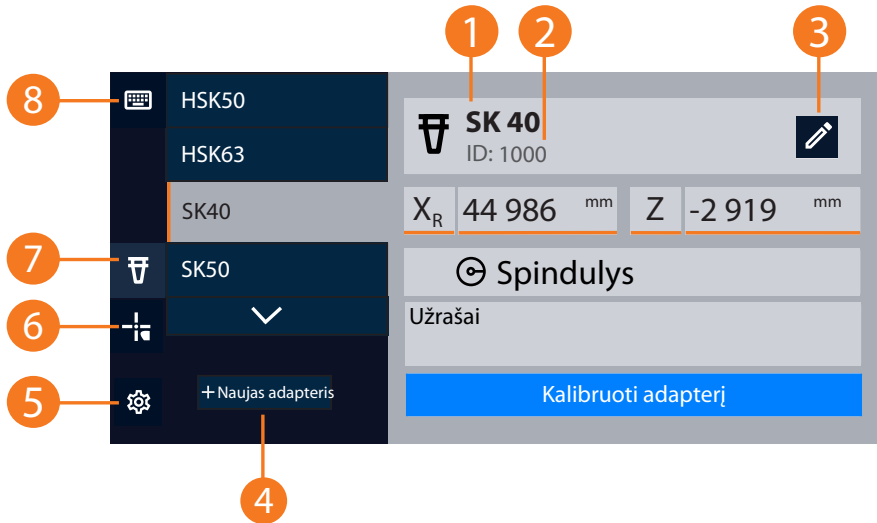 1
2
3
8
HSK50
HSK63
SK40
SK50
7
6
5
+Naujas adapteris
4
SK 40
ID: 1000
XR 44 986 mm Z -2 919 mm
Spindulys
Užrašai
Kalibruoti adapterį